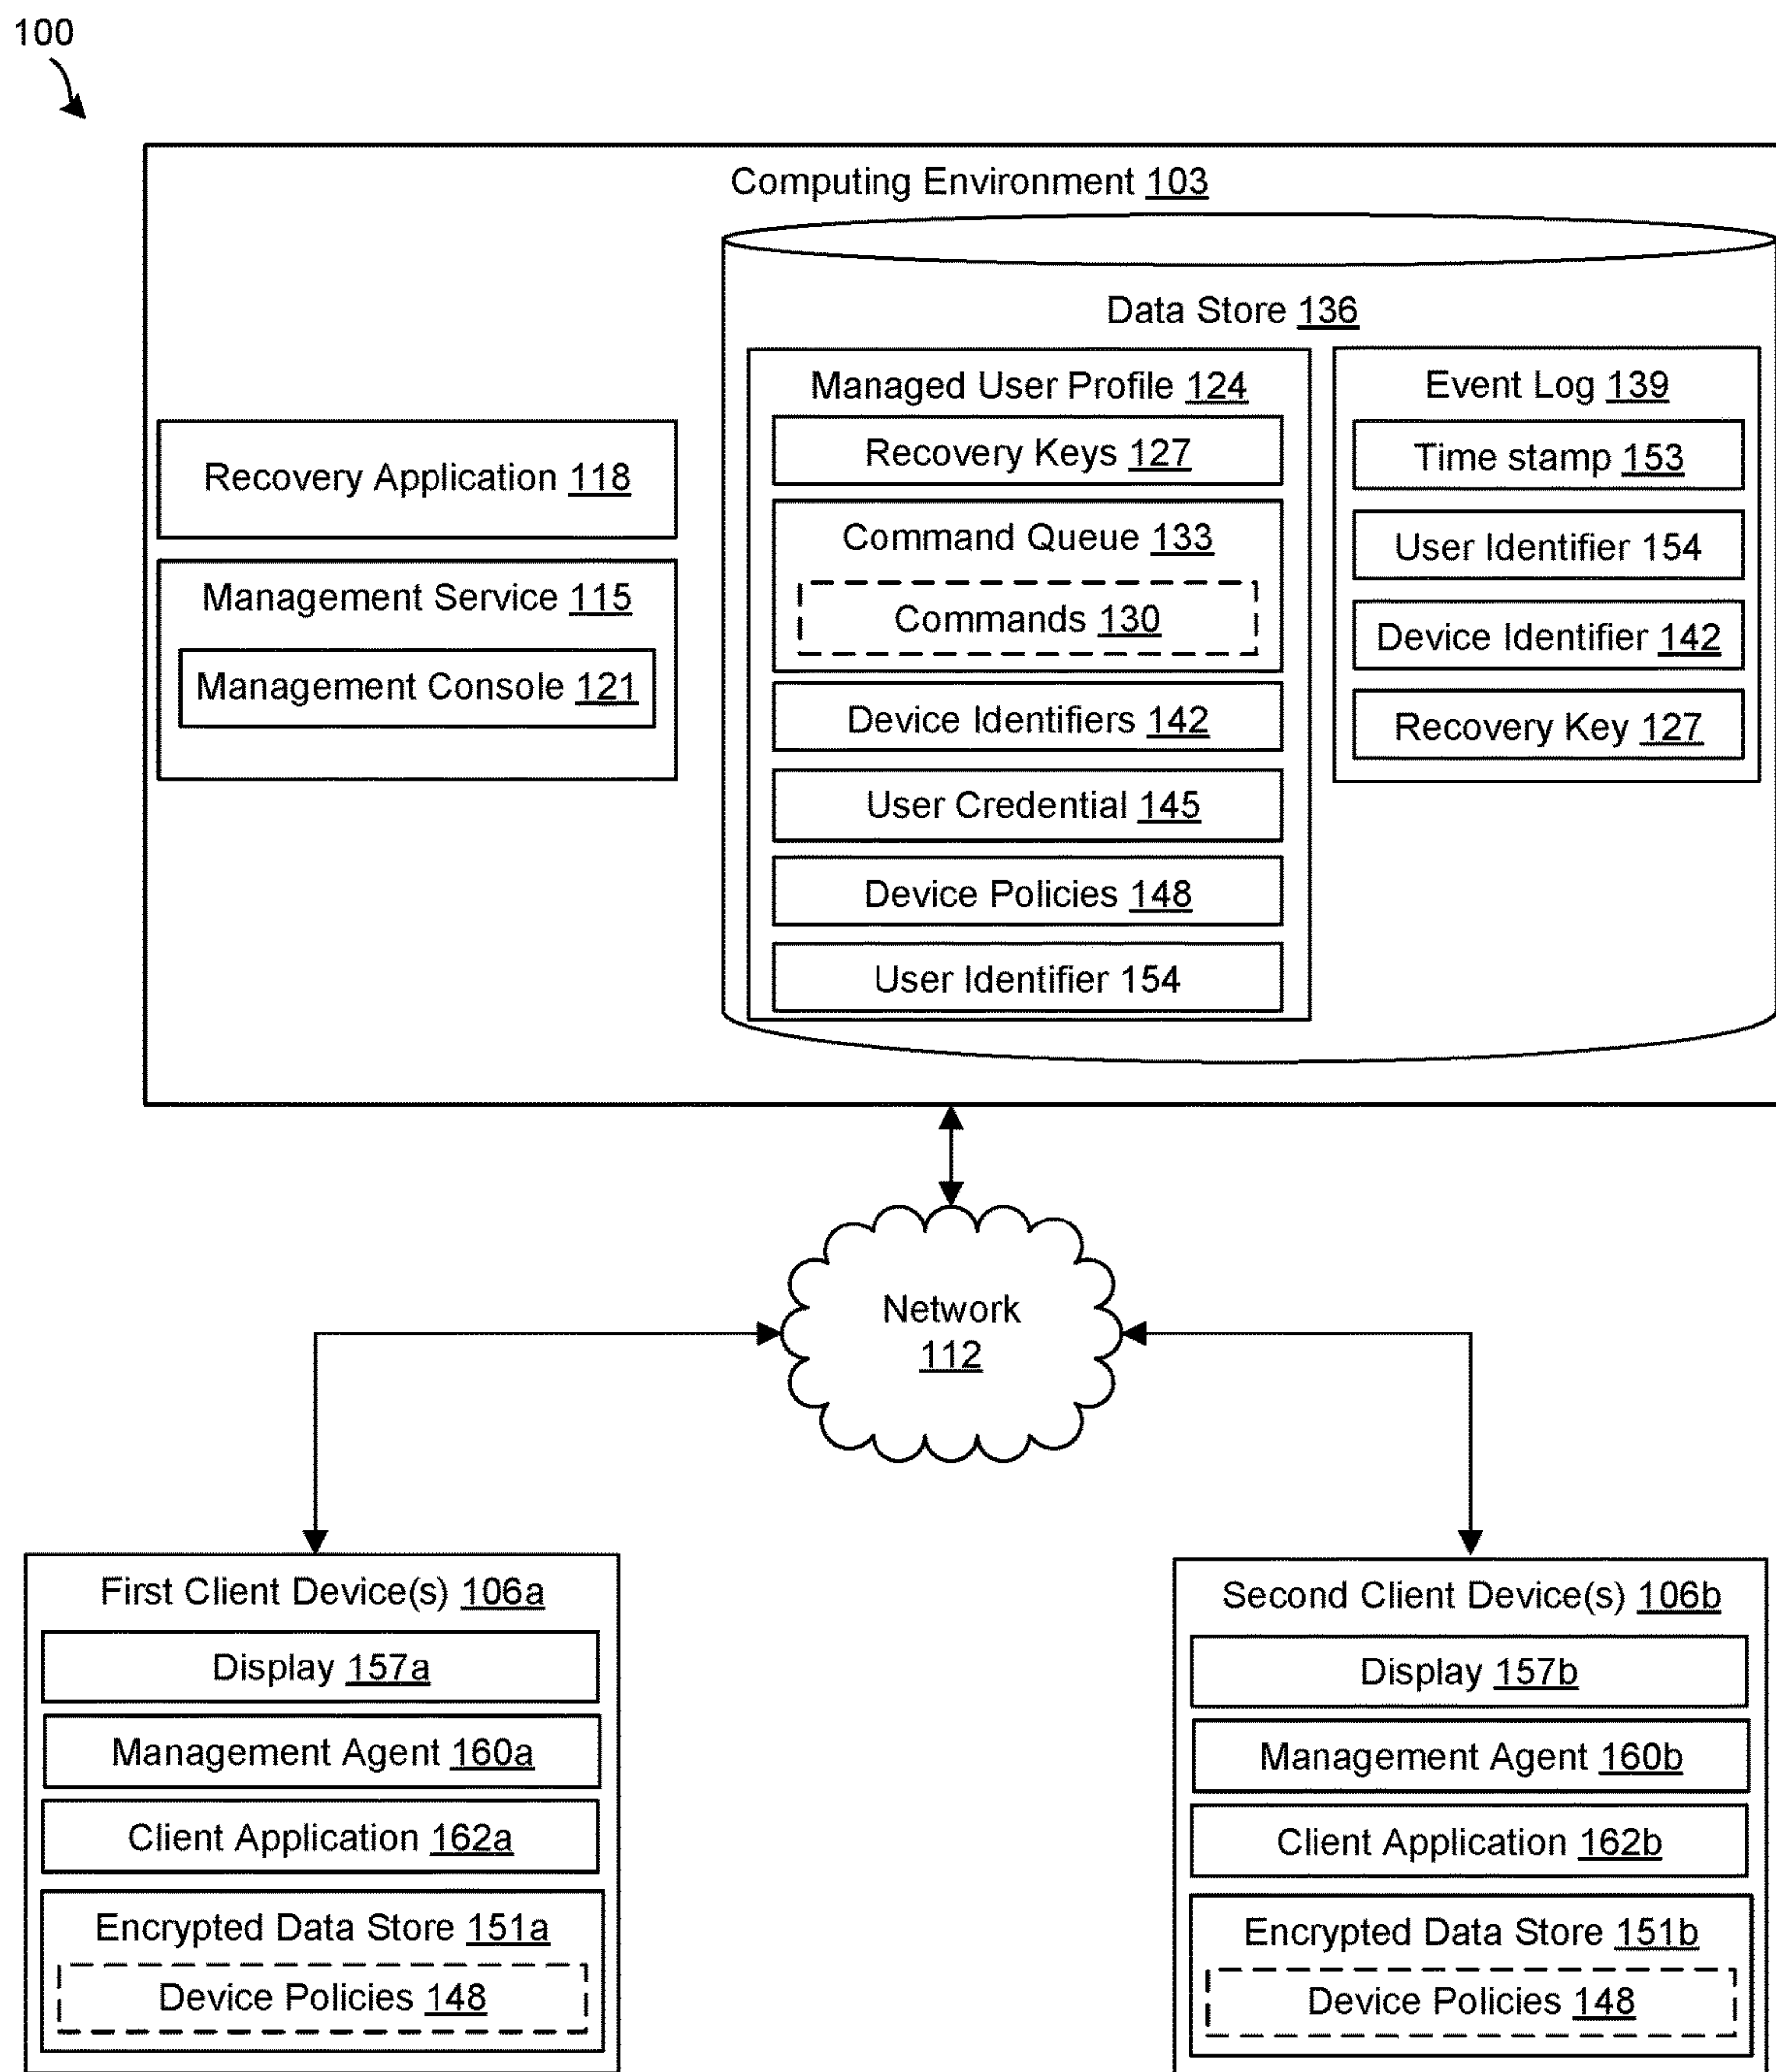 100
Computing Environment 103
Data Store 136
Managed User Profile 124
Recovery Keys 127
Command Queue 133
Commands 130
Device Identifiers 142
User Credential 145
Device Policies 148
User Identifier 154
Event Log 139
Time stamp 153
User Identifier 154
Device Identifier 142
Recovery Key 127
Recovery Application 118
Management Service 115
Management Console 121
Network
112
First Client Device(s) 106a
Display 157a
Management Agent 160a
Client Application 162a
Encrypted Data Store 151a
Device Policies 148
Second Client Device(s) 106b
Display 157b
Management Agent 160b
Client Application 162b
Encrypted Data Store 151b
Device Policies 148